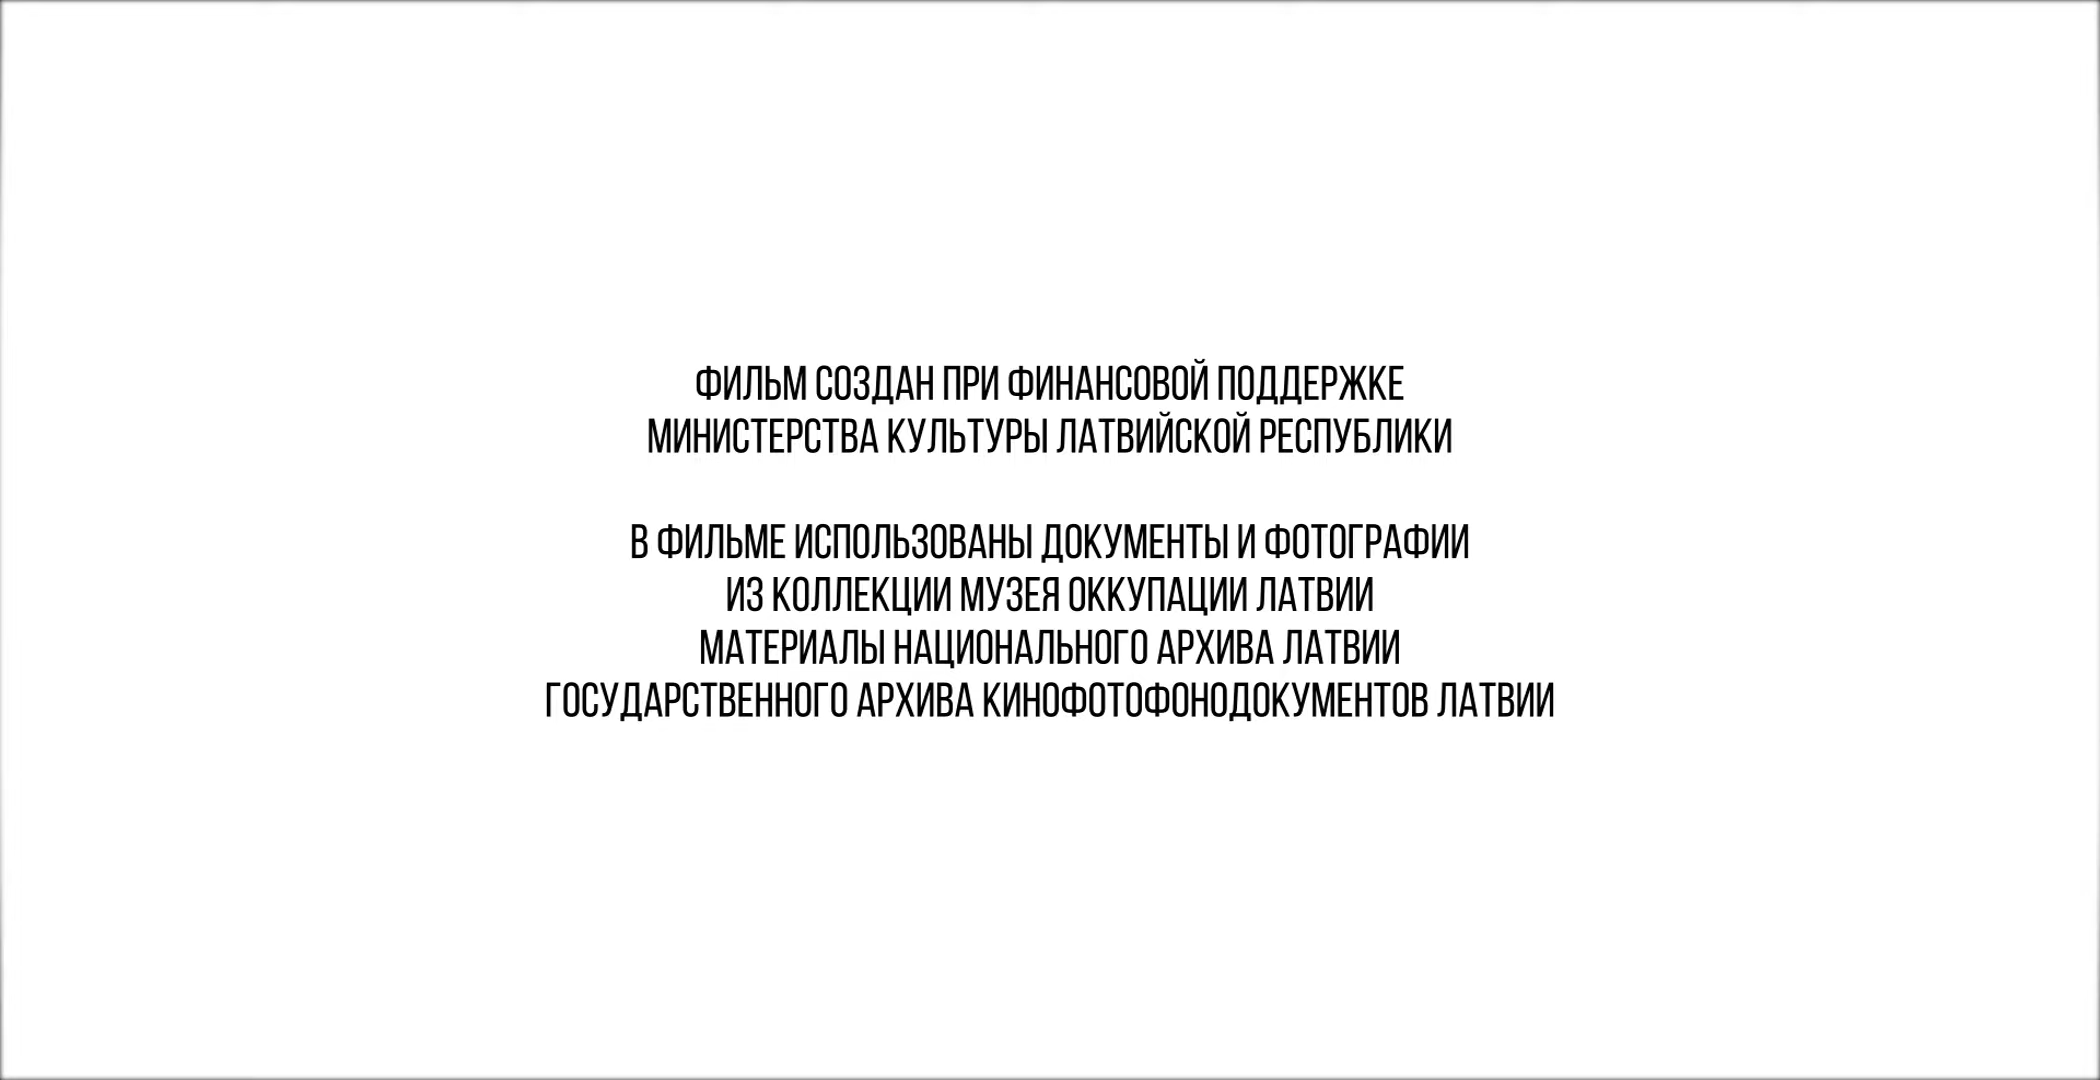 ФИЛЬМ СОЗДАН ПРИ ФИНАНСОВОЙ ПОДДЕРЖКЕ
МИНИСТЕРСТВА КУЛЬТУРЫ ЛАТВИЙСКОЙ РЕСПУБЛИКИ
В ФИЛЬМЕ ИСПОЛЬЗОВАНЫ ДОКУМЕНТЫ И ФОТОГРАФИИ
ИЗ КОЛЛЕКЦИИ МУЗЕЯ ОККУПАЦИИ ЛАТВИИ
МАТЕРИАЛЫ НАЦИОНАЛЬНОГО АРХИВА ЛАТВИИ
ГОСУДАРСТВЕННОГО АРХИВА КИНОФОТОФОНОДОКУМЕНТОВ ЛАТВИИ